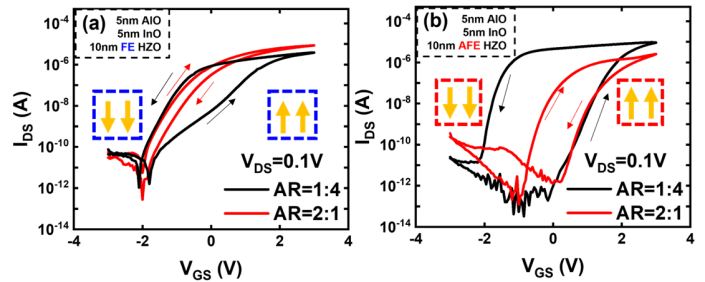 (a)
5nm AlO
5nm InO
10nm FE HZO
10⁻⁴
10⁻⁶
10⁻⁸
10⁻¹⁰
10⁻¹²
10⁻¹⁴
I_DS (A)
V_DS=0.1V
AR=1:4
AR=2:1
-4
-2
0
2
4
V_GS (V)
(b)
5nm AlO
5nm InO
10nm AFE HZO
10⁻⁴
10⁻⁶
10⁻⁸
10⁻¹⁰
10⁻¹²
10⁻¹⁴
I_DS (A)
V_DS=0.1V
AR=1:4
AR=2:1
-4
-2
0
2
4
V_GS (V)